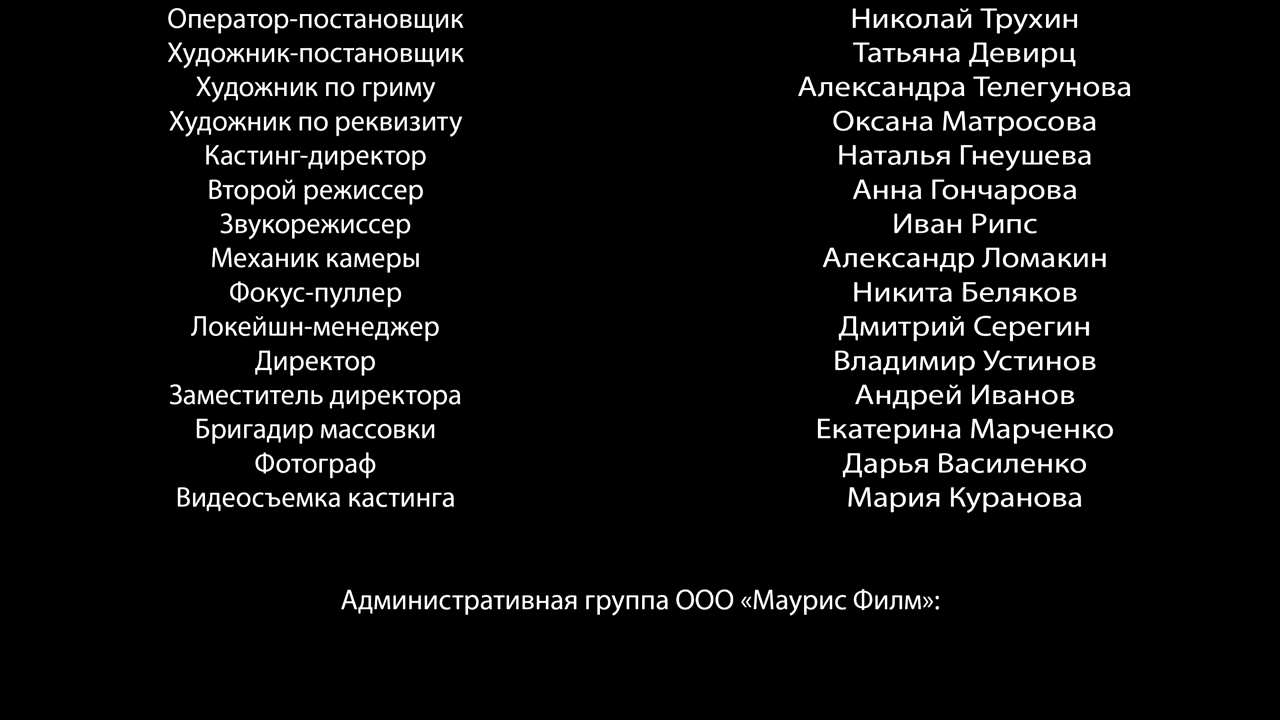 Оператор-постановщик Николай Трухин
Художник-постановщик Татьяна Девирц
Художник по гриму Александра Телегунова
Художник по реквизиту Оксана Матросова
Кастинг-директор Наталья Гнеушева
Второй режиссер Анна Гончарова
Звукорежиссер Иван Рипс
Механик камеры Александр Ломакин
Фокус-пуллер Никита Беляков
Локейшн-менеджер Дмитрий Серегин
Директор Владимир Устинов
Заместитель директора Андрей Иванов
Бригадир массовки Екатерина Марченко
Фотограф Дарья Василенко
Видеосъемка кастинга Мария Куранова
Административная группа ООО «Маурис Филм»: